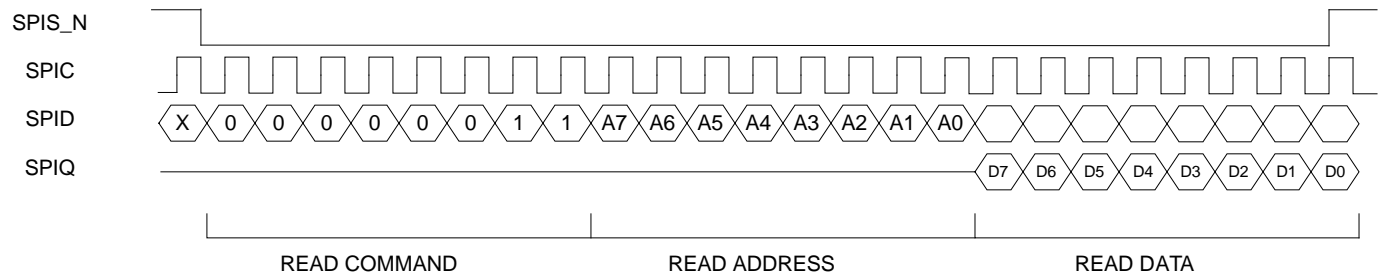 SPIS_N
SPIC
SPID X 0 0 0 0 0 0 1 1 A7 A6 A5 A4 A3 A2 A1 A0
SPIQ D7 D6 D5 D4 D3 D2 D1 D0
READ COMMAND READ ADDRESS READ DATA